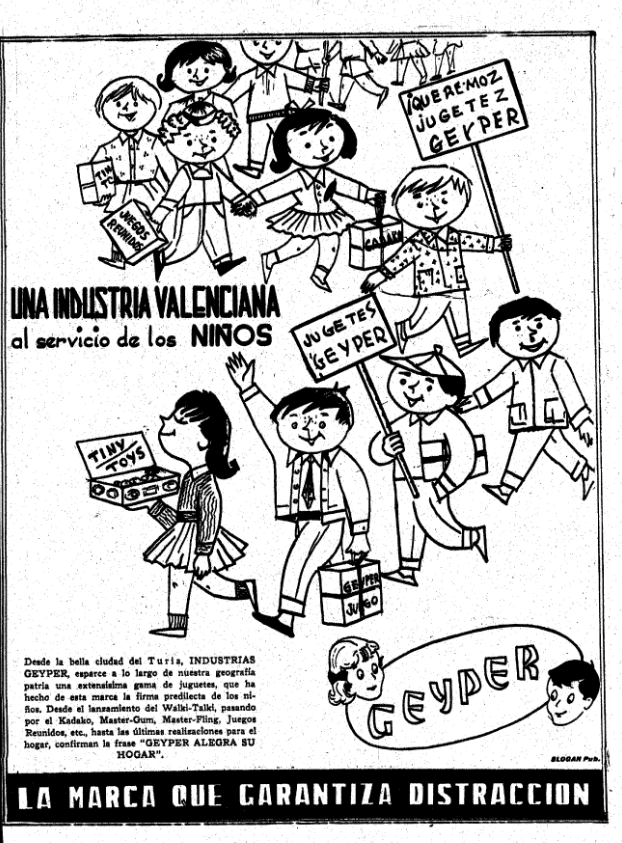 ¡QUEREMOZ
JUGETEZ
GEYPER
TINY
TO
JUEGOS
REUNIDOS
UNA INDUSTRIA VALENCIANA
al servicio de los NIÑOS
JUGETES
GEYPER
TINY
TOYS
GEYPER
JUGO
Desde la bella ciudad del Turia, INDUSTRIAS
GEYPER, esparce a lo largo de nuestra geografía
patria una extensísima gama de juguetes, que ha
hecho de esta marca la firma predilecta de los ni-
ños. Desde el lanzamiento del Walki-Talki, pasando
por el Kadako, Master-Gum, Master-Fling, Juegos
Reunidos, etc., hasta las últimas realizaciones para el
hogar, confirman la frase "GEYPER ALEGRA SU
HOGAR".
GEYPER
SLOGAN Pub.
LA MARCA QUE GARANTIZA DISTRACCION